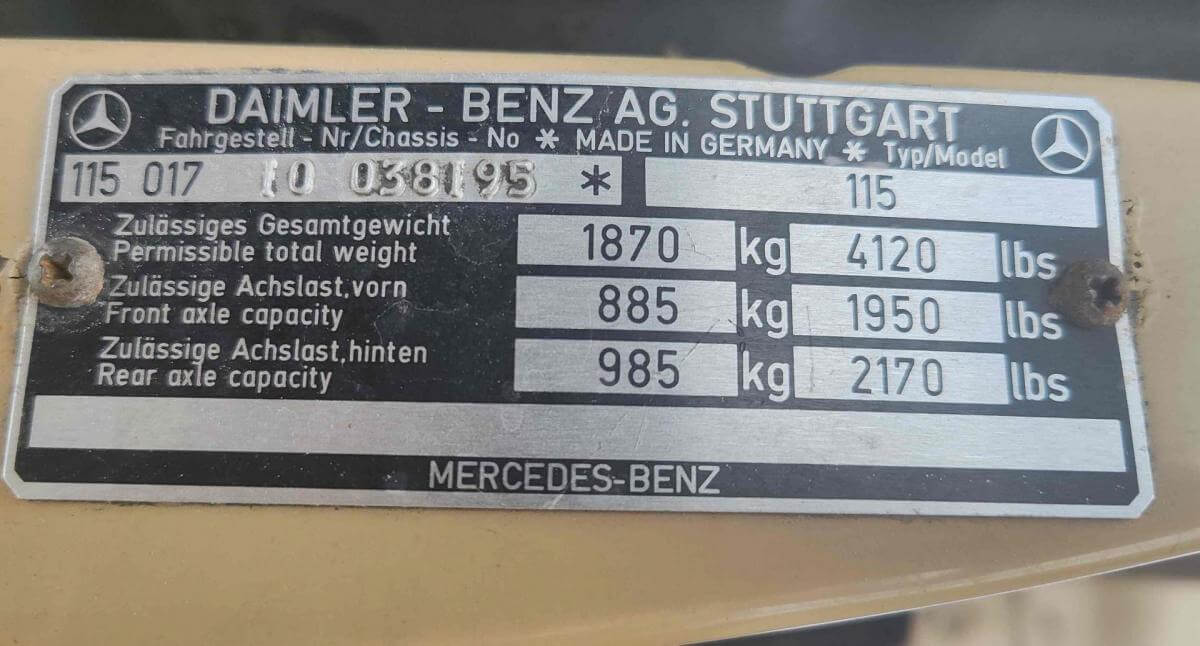 DAIMLER - BENZ AG. STUTTGART
Fahrgestell - Nr/Chassis - No * MADE IN GERMANY * Typ/Model
115 017 10 038195 * 115
Zulässiges Gesamtgewicht
Permissible total weight 1870 kg 4120 lbs
Zulässige Achslast,vorn
Front axle capacity 885 kg 1950 lbs
Zulässige Achslast,hinten
Rear axle capacity 985 kg 2170 lbs
MERCEDES-BENZ